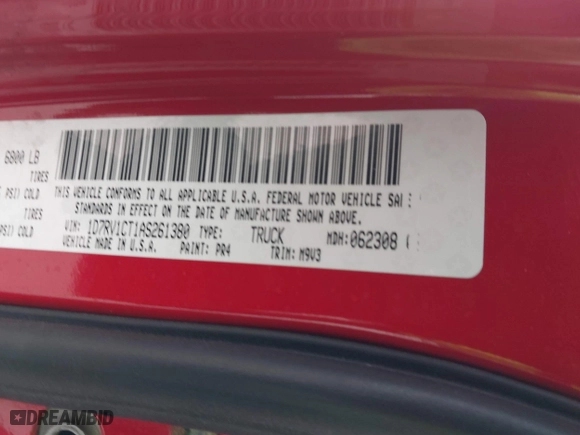 6800 LB
TIRES
PSI) COLD
TIRES
PSI) COLD
THIS VEHICLE CONFORMS TO ALL APPLICABLE U.S.A. FEDERAL MOTOR VEHICLE
STANDARDS IN EFFECT ON THE DATE OF MANUFACTURE SHOWN ABOVE.
VIN: 1D7RV1CT1AS261380 TYPE: TRUCK MDH: 062308
VEHICLE MADE IN U.S.A. PAINT: PR4 TRIM: M9V3
DREAMBID